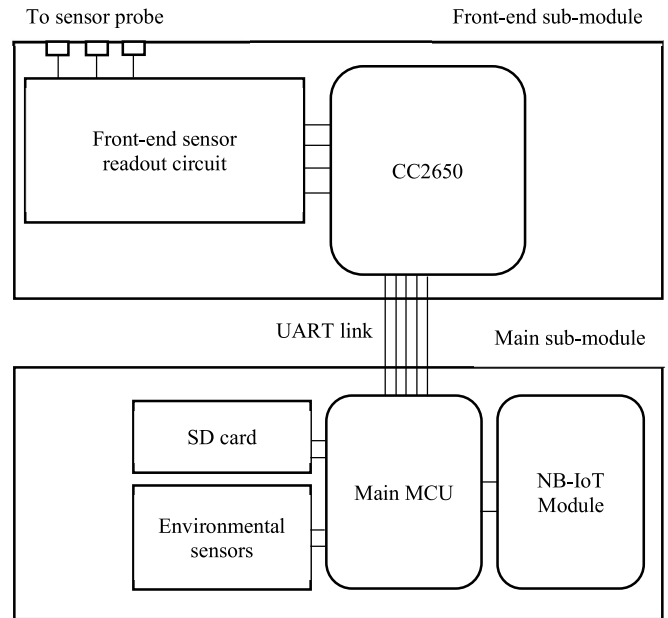 To sensor probe
Front-end sub-module
Front-end sensor
readout circuit
CC2650
UART link
Main sub-module
SD card
Main MCU
NB-IoT
Module
Environmental
sensors